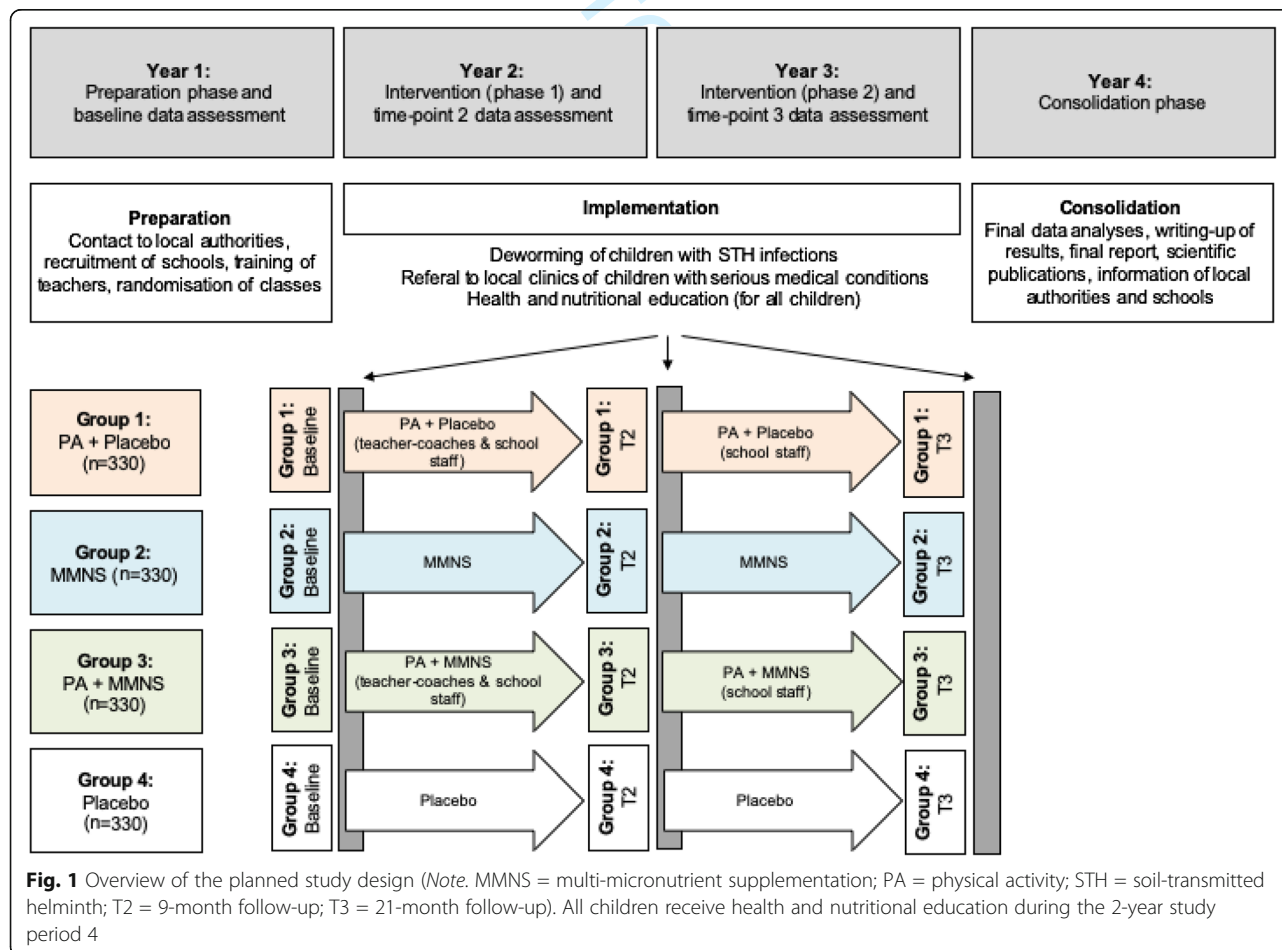 Year 1:
Preparation phase and
baseline data assessment
Year 2:
Intervention (phase 1) and
time-point 2 data assessment
Year 3:
Intervention (phase 2) and
time-point 3 data assessment
Year 4:
Consolidation phase
Preparation
Contact to local authorities,
recruitment of schools, training of
teachers, randomisation of classes
Implementation
Deworming of children with STH infections
Referal to local clinics of children with serious medical conditions
Health and nutritional education (for all children)
Consolidation
Final data analyses, writing-up of
results, final report, scientific
publications, information of local
authorities and schools
Group 1:
PA + Placebo
(n=330)
Group 1:
Baseline
PA + Placebo
(teacher-coaches & school
staff)
Group 1:
T2
PA + Placebo
(school staff)
Group 1:
T3
Group 2:
MMNS (n=330)
Group 2:
Baseline
MMNS
Group 2:
T2
MMNS
Group 2:
T3
Group 3:
PA + MMNS
(n=330)
Group 3:
Baseline
PA + MMNS
(teacher-coaches & school
staff)
Group 3:
T2
PA + MMNS
(school staff)
Group 3:
T3
Group 4:
Placebo
(n=330)
Group 4:
Baseline
Placebo
Group 4:
T2
Placebo
Group 4:
T3
Fig. 1 Overview of the planned study design (Note. MMNS = multi-micronutrient supplementation; PA = physical activity; STH = soil-transmitted
helminth; T2 = 9-month follow-up; T3 = 21-month follow-up). All children receive health and nutritional education during the 2-year study
period 4